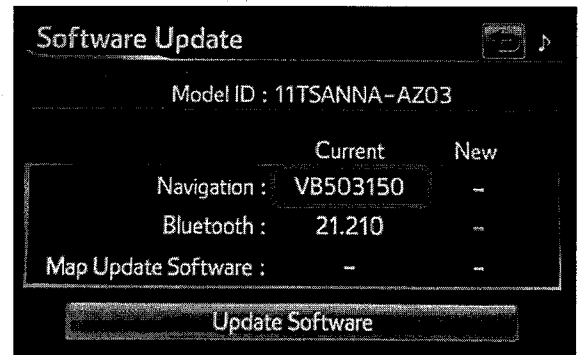 Software Update
Model ID : 11TSANNA-AZ03
Current New
Navigation : VB503150 –
Bluetooth : 21.210 –
Map Update Software : – –
Update Software